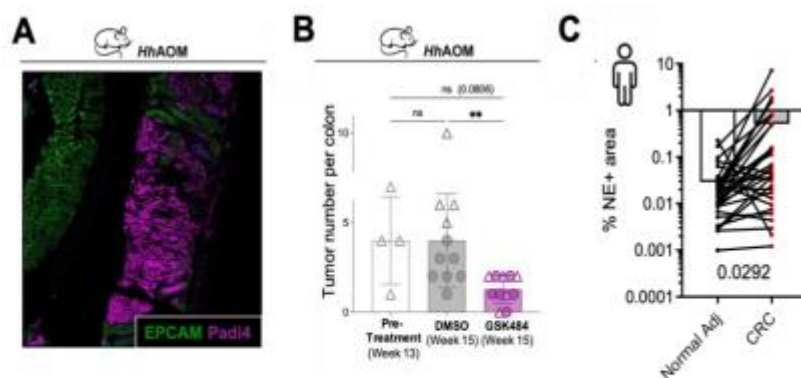 A
HhAOM
EPCAM Padi4
B
HhAOM
ns (0.0806)
ns
**
Tumor number per colon
10
5
0
Pre-
Treatment
(Week 13)
DMSO
(Week 15)
GSK484
(Week 15)
C
% NE+ area
10
1
0.1
0.01
0.001
0.0001
0.0292
Normal Adj
CRC